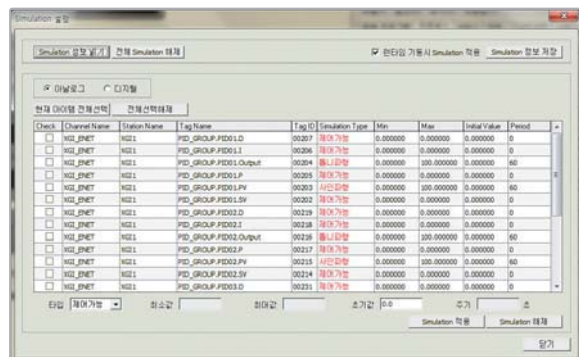 Simulation 설정
Simulation 정보 읽기 전체 Simulation 해제 런타임 기동시 Simulation 적용 Simulation 정보 저장
아날로그 디지털
현재 아이템 전체선택 전체선택해제
Check Channel Name Station Name Tag Name Tag ID Simulation Type Min Max Initial Value Period
XGI_ENET XGI1 PID_GROUP.PID01.D 00207 제어가능 0.000000 0.000000 0.000000 0
XGI_ENET XGI1 PID_GROUP.PID01.I 00206 제어가능 0.000000 0.000000 0.000000 0
XGI_ENET XGI1 PID_GROUP.PID01.Output 00204 톱니파형 0.000000 100.000000 0.000000 60
XGI_ENET XGI1 PID_GROUP.PID01.P 00205 제어가능 0.000000 0.000000 0.000000 0
XGI_ENET XGI1 PID_GROUP.PID01.PV 00203 사인파형 0.000000 100.000000 0.000000 60
XGI_ENET XGI1 PID_GROUP.PID01.SV 00202 제어가능 0.000000 0.000000 0.000000 0
XGI_ENET XGI1 PID_GROUP.PID02.D 00219 제어가능 0.000000 0.000000 0.000000 0
XGI_ENET XGI1 PID_GROUP.PID02.I 00218 제어가능 0.000000 0.000000 0.000000 0
XGI_ENET XGI1 PID_GROUP.PID02.Output 00216 톱니파형 0.000000 100.000000 0.000000 60
XGI_ENET XGI1 PID_GROUP.PID02.P 00217 제어가능 0.000000 0.000000 0.000000 0
XGI_ENET XGI1 PID_GROUP.PID02.PV 00215 사인파형 0.000000 100.000000 0.000000 60
XGI_ENET XGI1 PID_GROUP.PID02.SV 00214 제어가능 0.000000 0.000000 0.000000 0
XGI_ENET XGI1 PID_GROUP.PID03.D 00231 제어가능 0.000000 0.000000 0.000000 0
타입 제어가능 최소값 최대값 초기값 0.0 주기 초
Simulation 적용 Simulation 해제
닫기